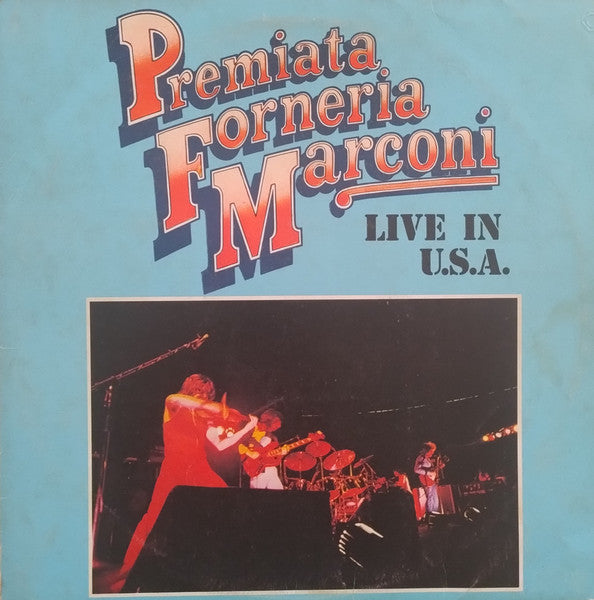 Premiata
Forneria
Marconi
LIVE IN
U.S.A.